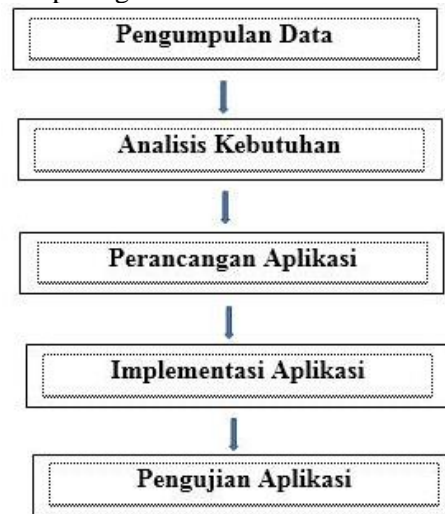 Pengumpulan Data
Analisis Kebutuhan
Perancangan Aplikasi
Implementasi Aplikasi
Pengujian Aplikasi